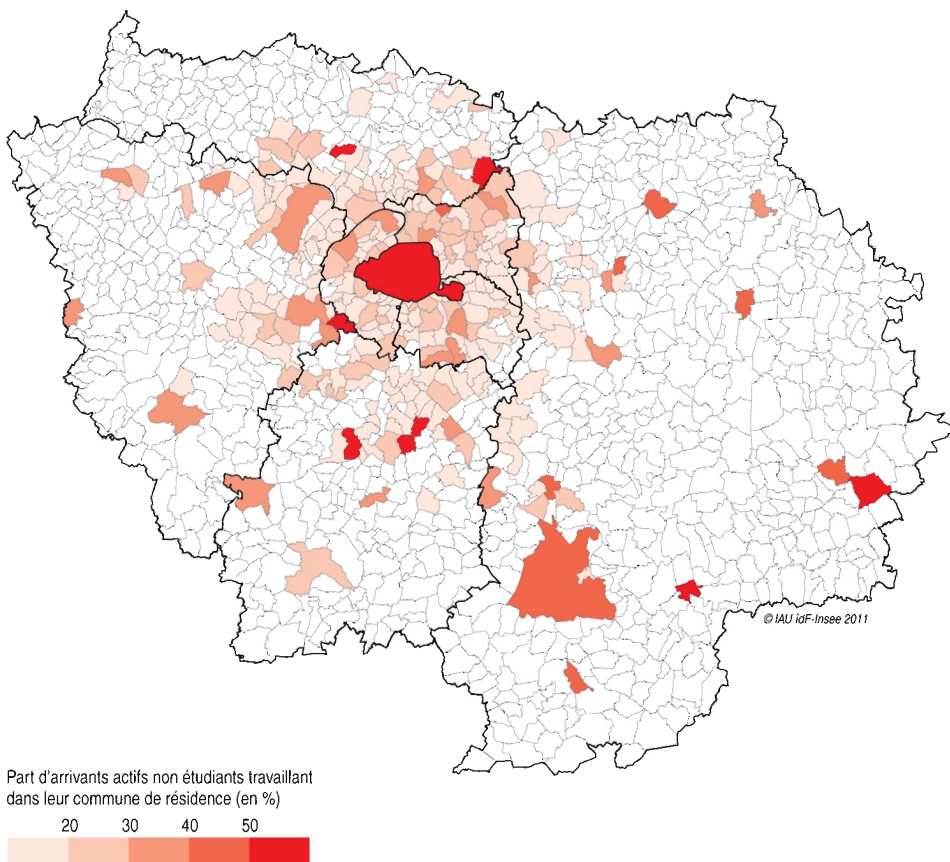 © IAU idF-Insee 2011
Part d'arrivants actifs non étudiants travaillant
dans leur commune de résidence (en %)
20 30 40 50